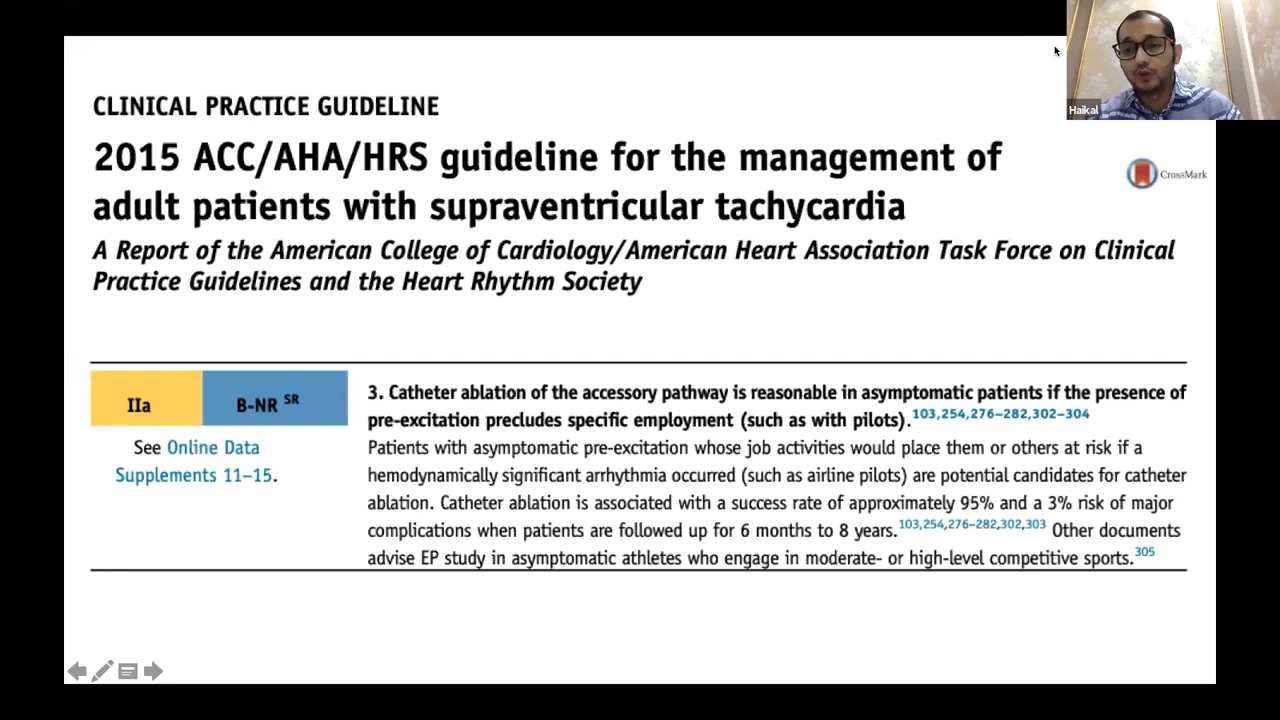 Haikal
CLINICAL PRACTICE GUIDELINE
2015 ACC/AHA/HRS guideline for the management of
adult patients with supraventricular tachycardia
CrossMark
A Report of the American College of Cardiology/American Heart Association Task Force on Clinical
Practice Guidelines and the Heart Rhythm Society
IIa
B-NR SR
See Online Data
Supplements 11–15.
3. Catheter ablation of the accessory pathway is reasonable in asymptomatic patients if the presence of
pre-excitation precludes specific employment (such as with pilots).103,254,276–282,302–304
Patients with asymptomatic pre-excitation whose job activities would place them or others at risk if a
hemodynamically significant arrhythmia occurred (such as airline pilots) are potential candidates for catheter
ablation. Catheter ablation is associated with a success rate of approximately 95% and a 3% risk of major
complications when patients are followed up for 6 months to 8 years.103,254,276–282,302,303 Other documents
advise EP study in asymptomatic athletes who engage in moderate- or high-level competitive sports.305